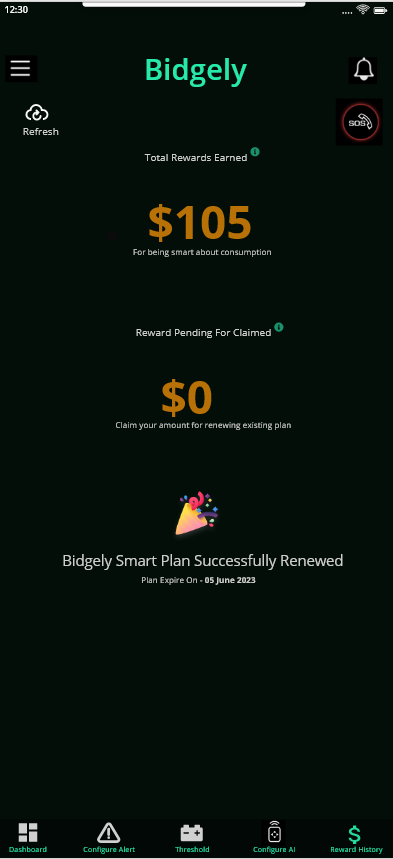 12:30
Bidgely
Refresh
SOS
Total Rewards Earned
$105
For being smart about consumption
Reward Pending For Claimed
$0
Claim your amount for renewing existing plan
Bidgely Smart Plan Successfully Renewed
Plan Expire On - 05 June 2023
Dashboard Configure Alert Threshold Configure AI Reward History